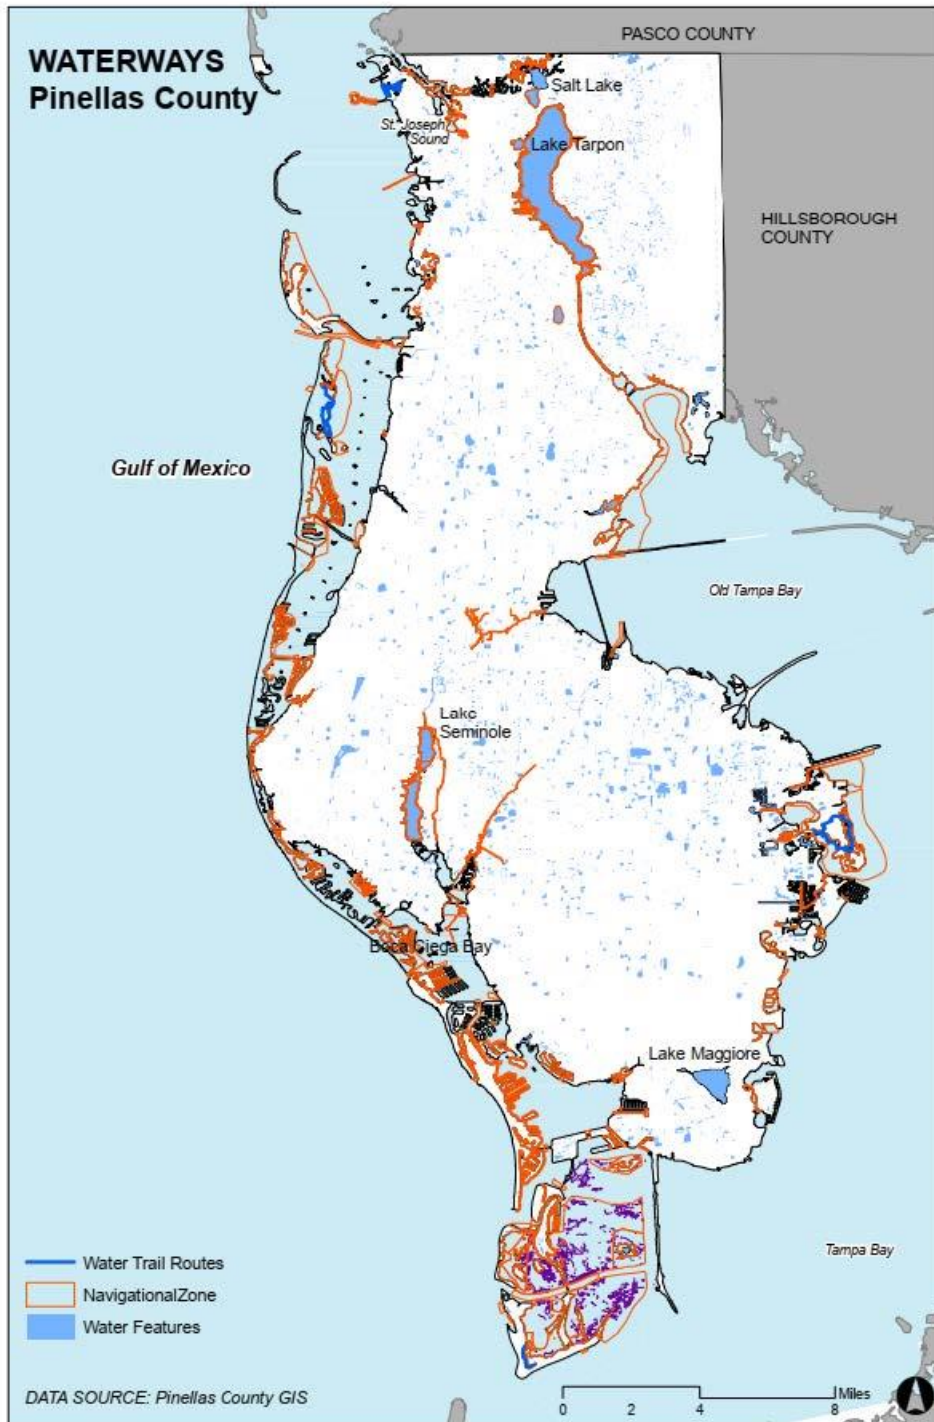 WATERWAYS
Pinellas County
PASCO COUNTY
Salt Lake
St. Joseph
Sound
Lake Tarpon
HILLSBOROUGH
COUNTY
Gulf of Mexico
Old Tampa Bay
Lake
Seminole
Boca Ciega Bay
Lake Maggiore
Tampa Bay
Water Trail Routes
NavigationalZone
Water Features
DATA SOURCE: Pinellas County GIS
Miles
0 2 4 8